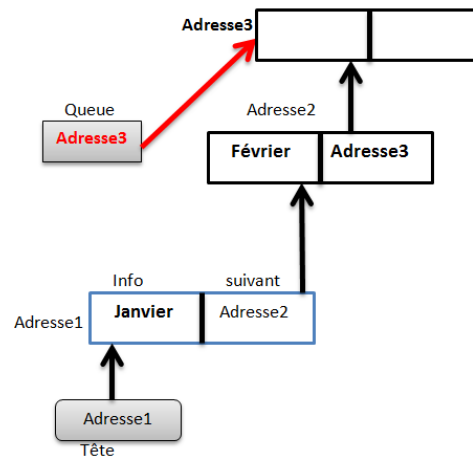 Adresse3
Queue
Adresse2
Adresse3
Février Adresse3
Info suivant
Janvier Adresse2
Adresse1
Adresse1
Tête